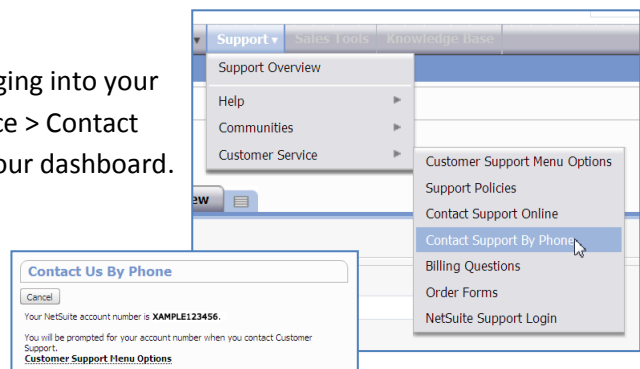 Support ▾ Sales Tools Knowledge Base
Support Overview
Help
Communities
Customer Service
ging into your
ce > Contact
our dashboard.
Customer Support Menu Options
Support Policies
Contact Support Online
Contact Support By Phone
Billing Questions
Order Forms
NetSuite Support Login
ew
Contact Us By Phone
Cancel
Your NetSuite account number is XAMPLE123456.
You will be prompted for your account number when you contact Customer
Support.
Customer Support Menu Options